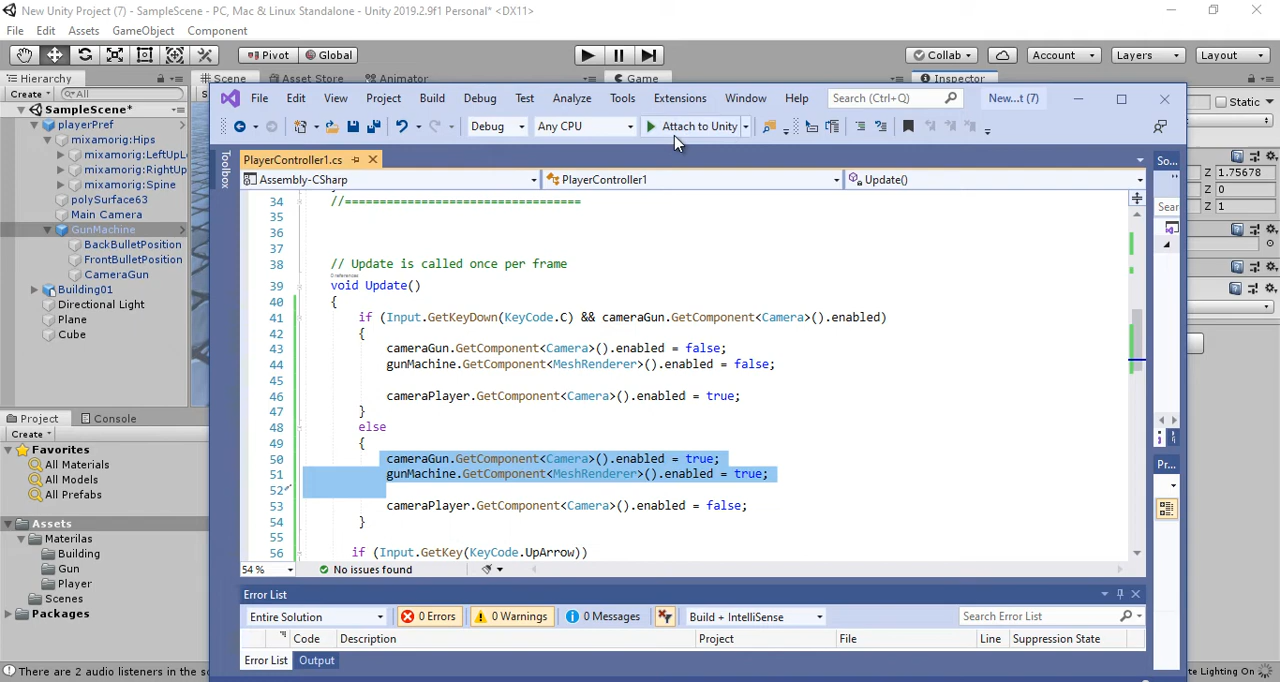 New Unity Project (7) - SampleScene - PC, Mac & Linux Standalone - Unity 2019.2.9f1 Personal* <DX11>
File Edit Assets GameObject Component
Pivot Global Collab Account Layers Layout
Hierarchy Scene Asset Store Animator Game Inspector
Create All
SampleScene*
playerPref
mixamorig:Hips
mixamorig:LeftUpL
mixamorig:RightUp
mixamorig:Spine
polySurface63
Main Camera
GunMachine
BackBulletPosition
FrontBulletPosition
CameraGun
Building01
Directional Light
Plane
Cube
Project Console
Create
Favorites
All Materials
All Models
All Prefabs
Assets
Materilas
Building
Gun
Player
Scenes
Packages
There are 2 audio listeners in the sc
File Edit View Project Build Debug Test Analyze Tools Extensions Window Help Search (Ctrl+Q) New...t (7)
Debug Any CPU Attach to Unity
Toolbox
PlayerController1.cs
Assembly-CSharp PlayerController1 Update()
34 //=================================
35
36
37
38 // Update is called once per frame
0 references
39 void Update()
40 {
41 if (Input.GetKeyDown(KeyCode.C) && cameraGun.GetComponent<Camera>().enabled)
42 {
43 cameraGun.GetComponent<Camera>().enabled = false;
44 gunMachine.GetComponent<MeshRenderer>().enabled = false;
45
46 cameraPlayer.GetComponent<Camera>().enabled = true;
47 }
48 else
49 {
50 cameraGun.GetComponent<Camera>().enabled = true;
51 gunMachine.GetComponent<MeshRenderer>().enabled = true;
52
53 cameraPlayer.GetComponent<Camera>().enabled = false;
54 }
55
56 if (Input.GetKey(KeyCode.UpArrow))
54 % No issues found
Error List
Entire Solution 0 Errors 0 Warnings 0 Messages Build + IntelliSense Search Error List
Code Description Project File Line Suppression State
Error List Output
So...
Sear
Pr...
Static
Z 1.75678
Z 0
Z 1
te Lighting On